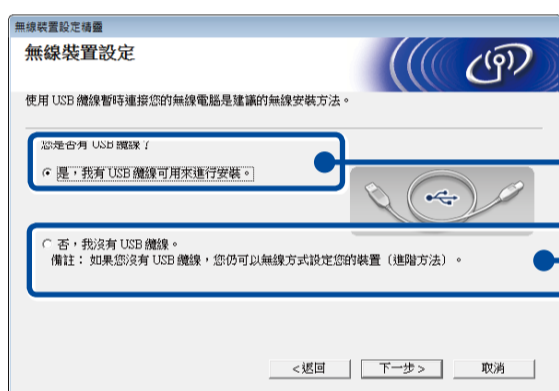 無線裝置設定精靈
無線裝置設定
使用 USB 纜線暫時連接您的無線電腦是建議的無線安裝方法。
您是否有 USB 纜線？
是，我有 USB 纜線可用來進行安裝。
否，我沒有 USB 纜線。
備註： 如果您沒有 USB 纜線，您仍可以無線方式設定您的裝置（進階方法）。
<返回 下一步> 取消